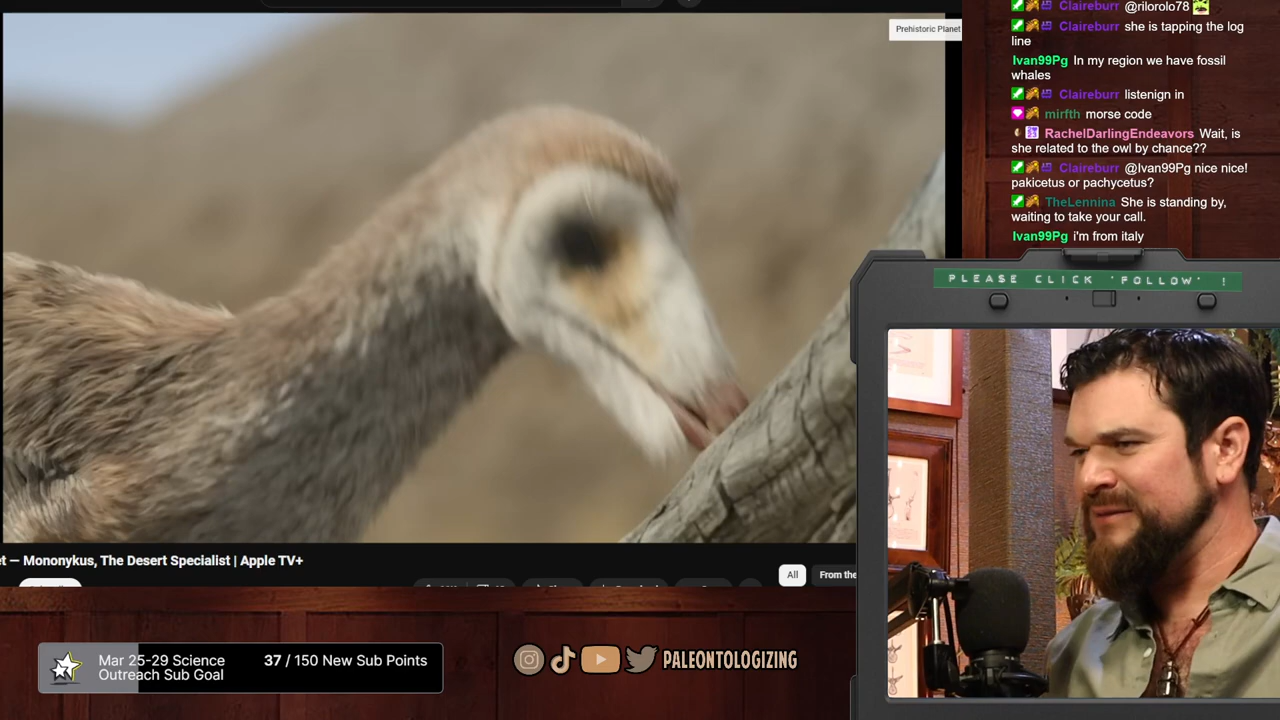 Prehistoric Planet
Claireburr @rilorolo78
Claireburr she is tapping the log
line
Ivan99Pg In my region we have fossil
whales
Claireburr listenign in
mirfth morse code
RachelDarlingEndeavors Wait, is
she related to the owl by chance??
Claireburr @Ivan99Pg nice nice!
pakicetus or pachycetus?
TheLennina She is standing by,
waiting to take your call.
Ivan99Pg i'm from italy
PLEASE CLICK "FOLLOW" !
— Mononykus, The Desert Specialist | Apple TV+
All
From the
Mar 25-29 Science
Outreach Sub Goal
37 / 150 New Sub Points
PALEONTOLOGIZING